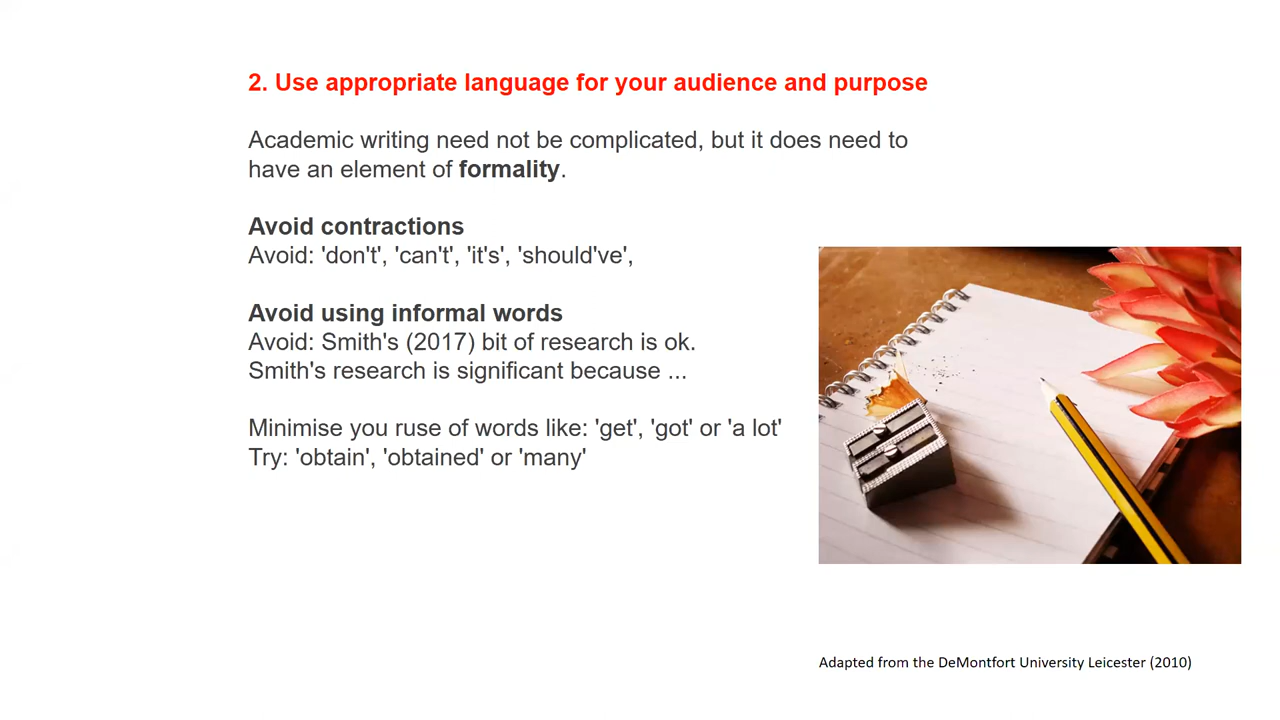 2. Use appropriate language for your audience and purpose
Academic writing need not be complicated, but it does need to
have an element of formality.
Avoid contractions
Avoid: 'don't', 'can't', 'it's', 'should've',
Avoid using informal words
Avoid: Smith's (2017) bit of research is ok.
Smith's research is significant because ...
Minimise you ruse of words like: 'get', 'got' or 'a lot'
Try: 'obtain', 'obtained' or 'many'
Adapted from the DeMontfort University Leicester (2010)